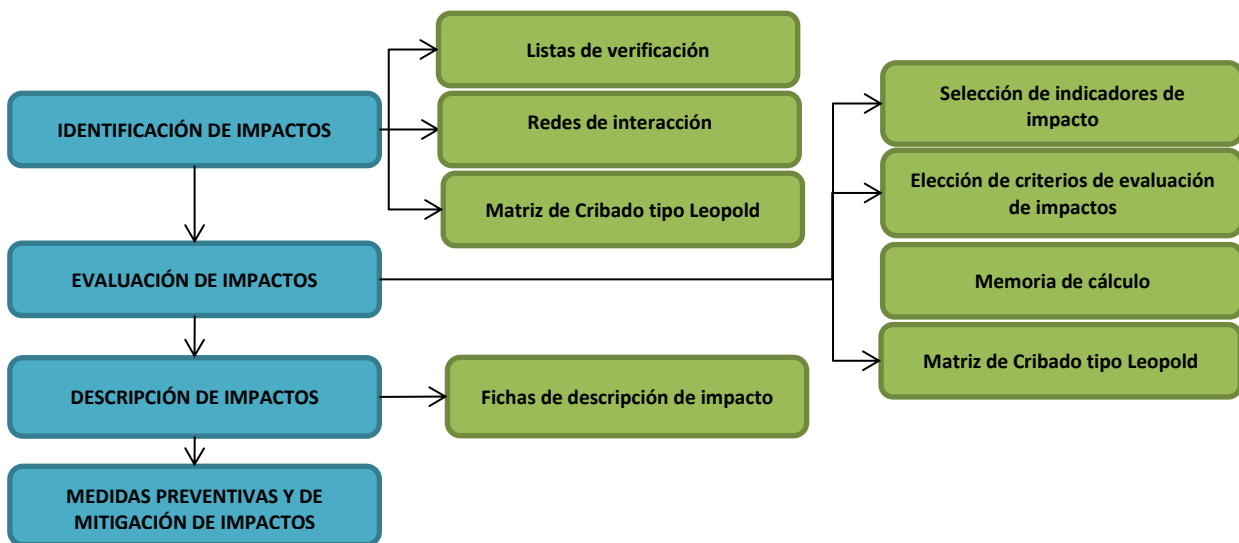 IDENTIFICACIÓN DE IMPACTOS
Listas de verificación
Redes de interacción
Matriz de Cribado tipo Leopold
EVALUACIÓN DE IMPACTOS
Selección de indicadores de
impacto
Elección de criterios de evaluación
de impactos
Memoria de cálculo
Matriz de Cribado tipo Leopold
DESCRIPCIÓN DE IMPACTOS
Fichas de descripción de impacto
MEDIDAS PREVENTIVAS Y DE
MITIGACIÓN DE IMPACTOS